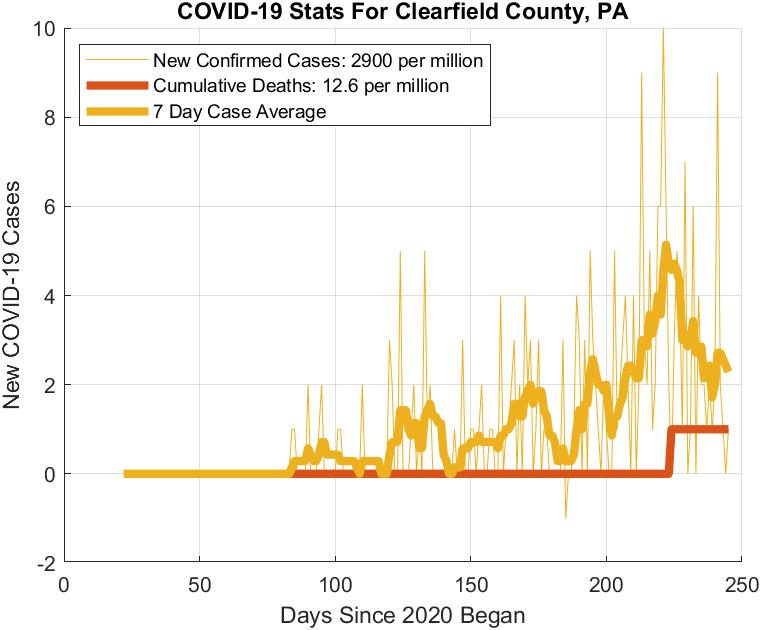 COVID-19 Stats For Clearfield County, PA
New Confirmed Cases: 2900 per million
Cumulative Deaths: 12.6 per million
7 Day Case Average
New COVID-19 Cases
10
8
6
4
2
0
-2
0 50 100 150 200 250
Days Since 2020 Began